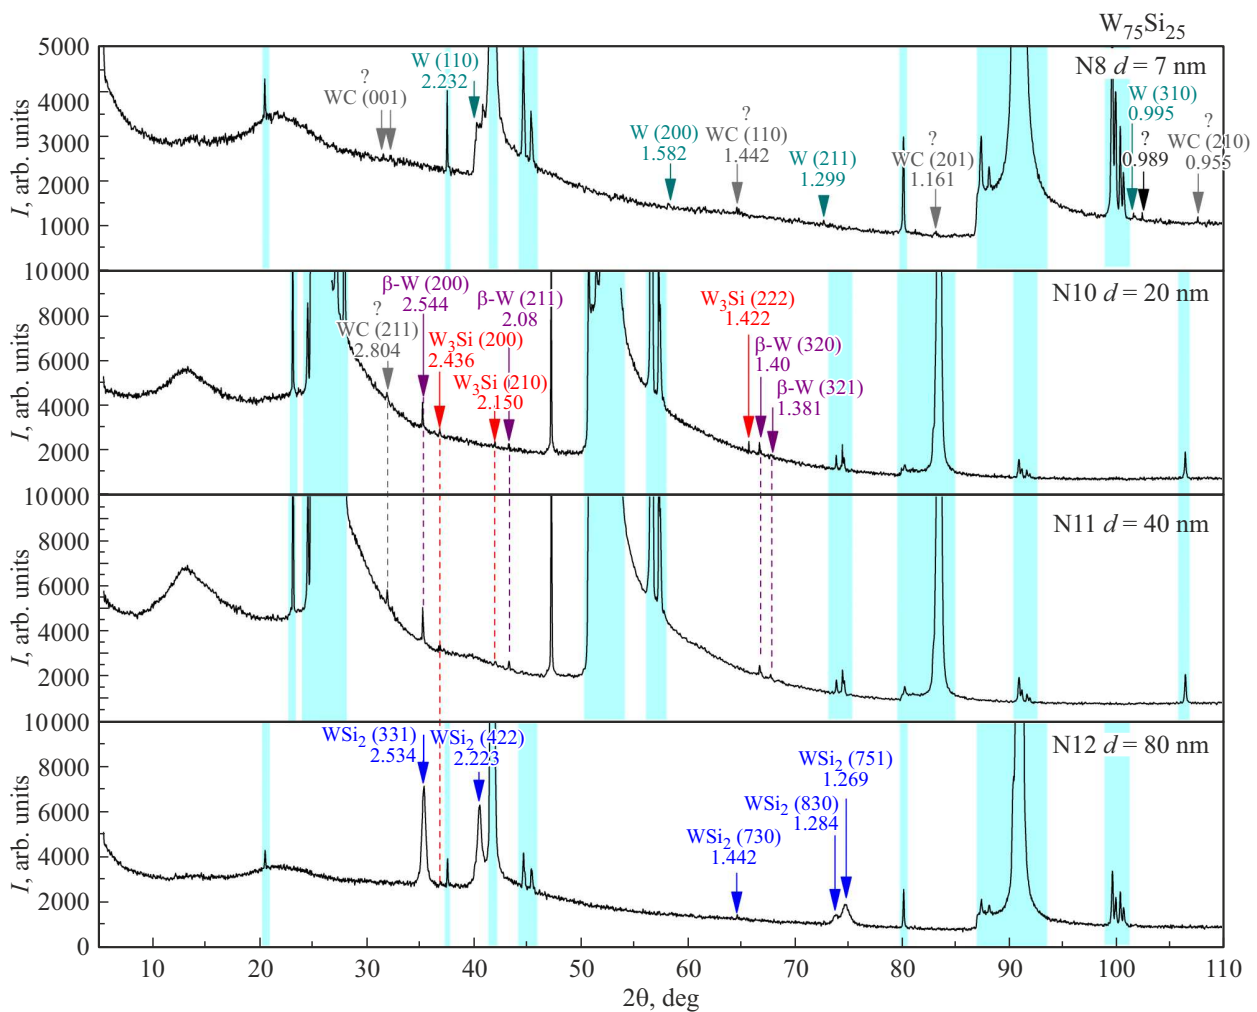 W75Si25
N8 d = 7 nm
I, arb. units
5000
4000
3000
2000
1000
?
WC (001)
W (110)
2.232
W (200)
1.582
?
WC (110)
1.442
W (211)
1.299
?
WC (201)
1.161
W (310)
0.995
?
0.989
?
WC (210)
0.955
N10 d = 20 nm
I, arb. units
10000
8000
6000
4000
2000
?
WC (211)
2.804
β-W (200)
2.544
W3Si (200)
2.436
β-W (211)
2.08
W3Si (210)
2.150
W3Si (222)
1.422
β-W (320)
1.40
β-W (321)
1.381
N11 d = 40 nm
I, arb. units
10000
8000
6000
4000
2000
N12 d = 80 nm
I, arb. units
10000
8000
6000
4000
2000
0
WSi2 (331)
2.534
WSi2 (422)
2.223
WSi2 (730)
1.442
WSi2 (830)
1.284
WSi2 (751)
1.269
10 20 30 40 50 60 70 80 90 100 110
2θ, deg